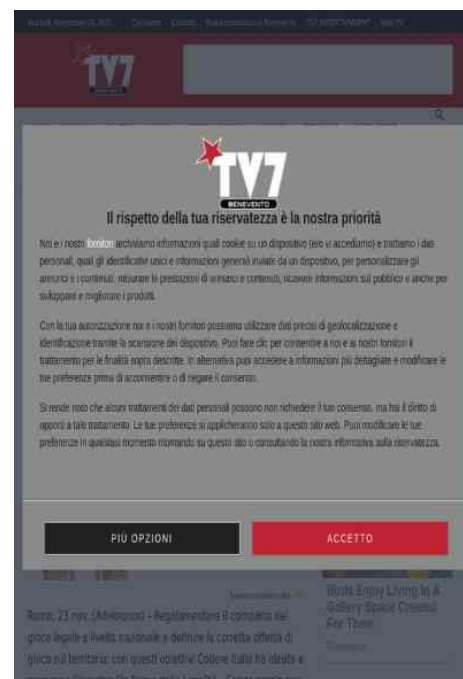 TV7
BENEVENTO
TV7
BENEVENTO
Il rispetto della tua riservatezza è la nostra priorità
Noi e i nostri fornitori archiviamo informazioni quali cookie su un dispositivo (e/o vi accediamo) e trattiamo i dati
personali, quali gli identificativi unici e informazioni generali inviate da un dispositivo, per personalizzare gli
annunci e i contenuti, misurare le prestazioni di annunci e contenuti, ricavare informazioni sul pubblico e anche per
sviluppare e migliorare i prodotti.
Con la tua autorizzazione noi e i nostri fornitori possiamo utilizzare dati precisi di geolocalizzazione e
identificazione tramite la scansione del dispositivo. Puoi fare clic per consentire a noi e ai nostri fornitori il
trattamento per le finalità sopra descritte. In alternativa puoi accedere a informazioni più dettagliate e modificare le
tue preferenze prima di acconsentire o di negare il consenso.
Si rende noto che alcuni trattamenti dei dati personali possono non richiedere il tuo consenso, ma hai il diritto di
opporti a tale trattamento. Le tue preferenze si applicheranno solo a questo sito web. Puoi modificare le tue
preferenze in qualsiasi momento ritornando su questo sito o consultando la nostra informativa sulla riservatezza.
PIÙ OPZIONI
ACCETTO
Birds Enjoy Living In A
Gallery Space Created
For Them
Roma, 23 nov. (Adnkronos) – Regolamentare il comparto del
gioco legale a livello nazionale e definire la corretta offerta di
gioco sul territorio: con questi obiettivi Codere Italia ha ideato e